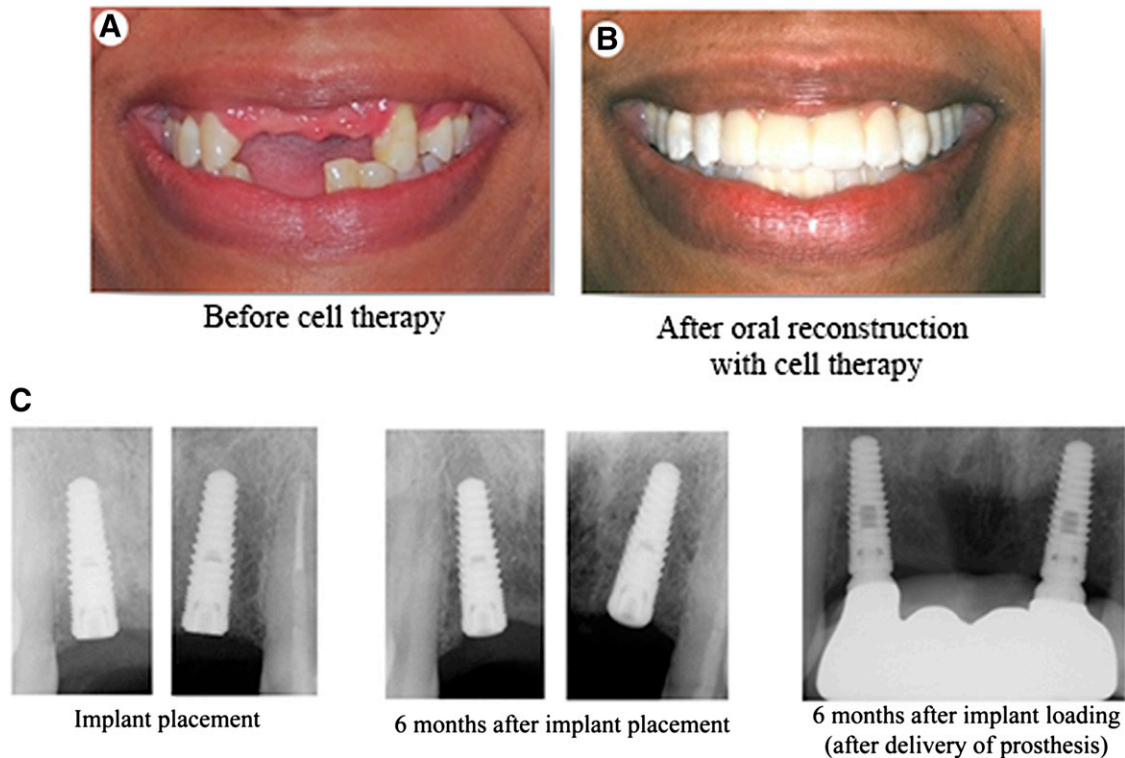 A
B
Before cell therapy
After oral reconstruction
with cell therapy
C
Implant placement
6 months after implant placement
6 months after implant loading
(after delivery of prosthesis)